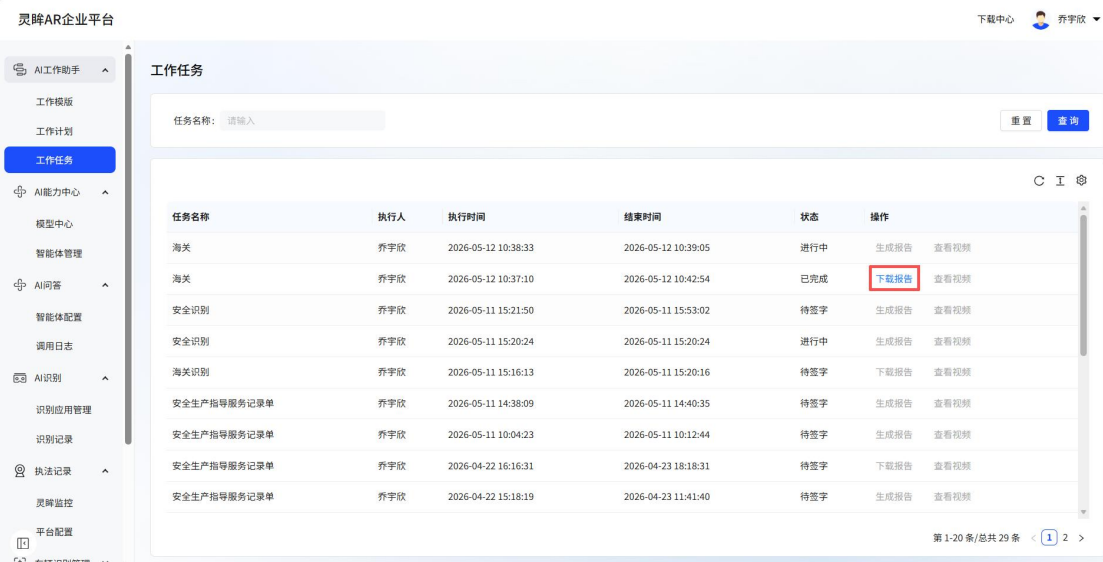 灵眸AR企业平台
下载中心 乔宇欣
AI工作助手
工作模版
工作计划
工作任务
AI能力中心
模型中心
智能体管理
AI问答
智能体配置
调用日志
AI识别
识别应用管理
识别记录
执法记录
灵眸监控
平台配置
工作任务
任务名称: 请输入 重置 查询
任务名称 执行人 执行时间 结束时间 状态 操作
海关 乔宇欣 2026-05-12 10:38:33 2026-05-12 10:39:05 进行中 生成报告 查看视频
海关 乔宇欣 2026-05-12 10:37:10 2026-05-12 10:42:54 已完成 下载报告 查看视频
安全识别 乔宇欣 2026-05-11 15:21:50 2026-05-11 15:53:02 待签字 生成报告 查看视频
安全识别 乔宇欣 2026-05-11 15:20:24 2026-05-11 15:20:24 进行中 生成报告 查看视频
海关识别 乔宇欣 2026-05-11 15:16:13 2026-05-11 15:20:16 待签字 下载报告 查看视频
安全生产指导服务记录单 乔宇欣 2026-05-11 14:38:09 2026-05-11 14:40:35 待签字 生成报告 查看视频
安全生产指导服务记录单 乔宇欣 2026-05-11 10:04:23 2026-05-11 10:12:44 待签字 生成报告 查看视频
安全生产指导服务记录单 乔宇欣 2026-04-22 16:16:31 2026-04-23 18:18:31 待签字 下载报告 查看视频
安全生产指导服务记录单 乔宇欣 2026-04-22 15:18:19 2026-04-23 11:41:40 待签字 生成报告 查看视频
第 1-20 条/总共 29 条 < 1 2 >